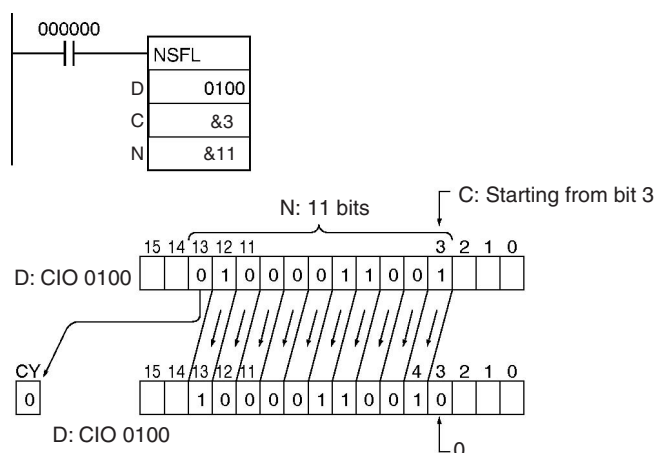 000000
NSFL
D 0100
C &3
N &11
C: Starting from bit 3
N: 11 bits
15 14 13 12 11 3 2 1 0
D: CIO 0100 0 1 0 0 0 0 1 1 0 0 1
CY 15 14 13 12 11 4 3 2 1 0
0 1 0 0 0 0 1 1 0 0 1 0
D: CIO 0100
0